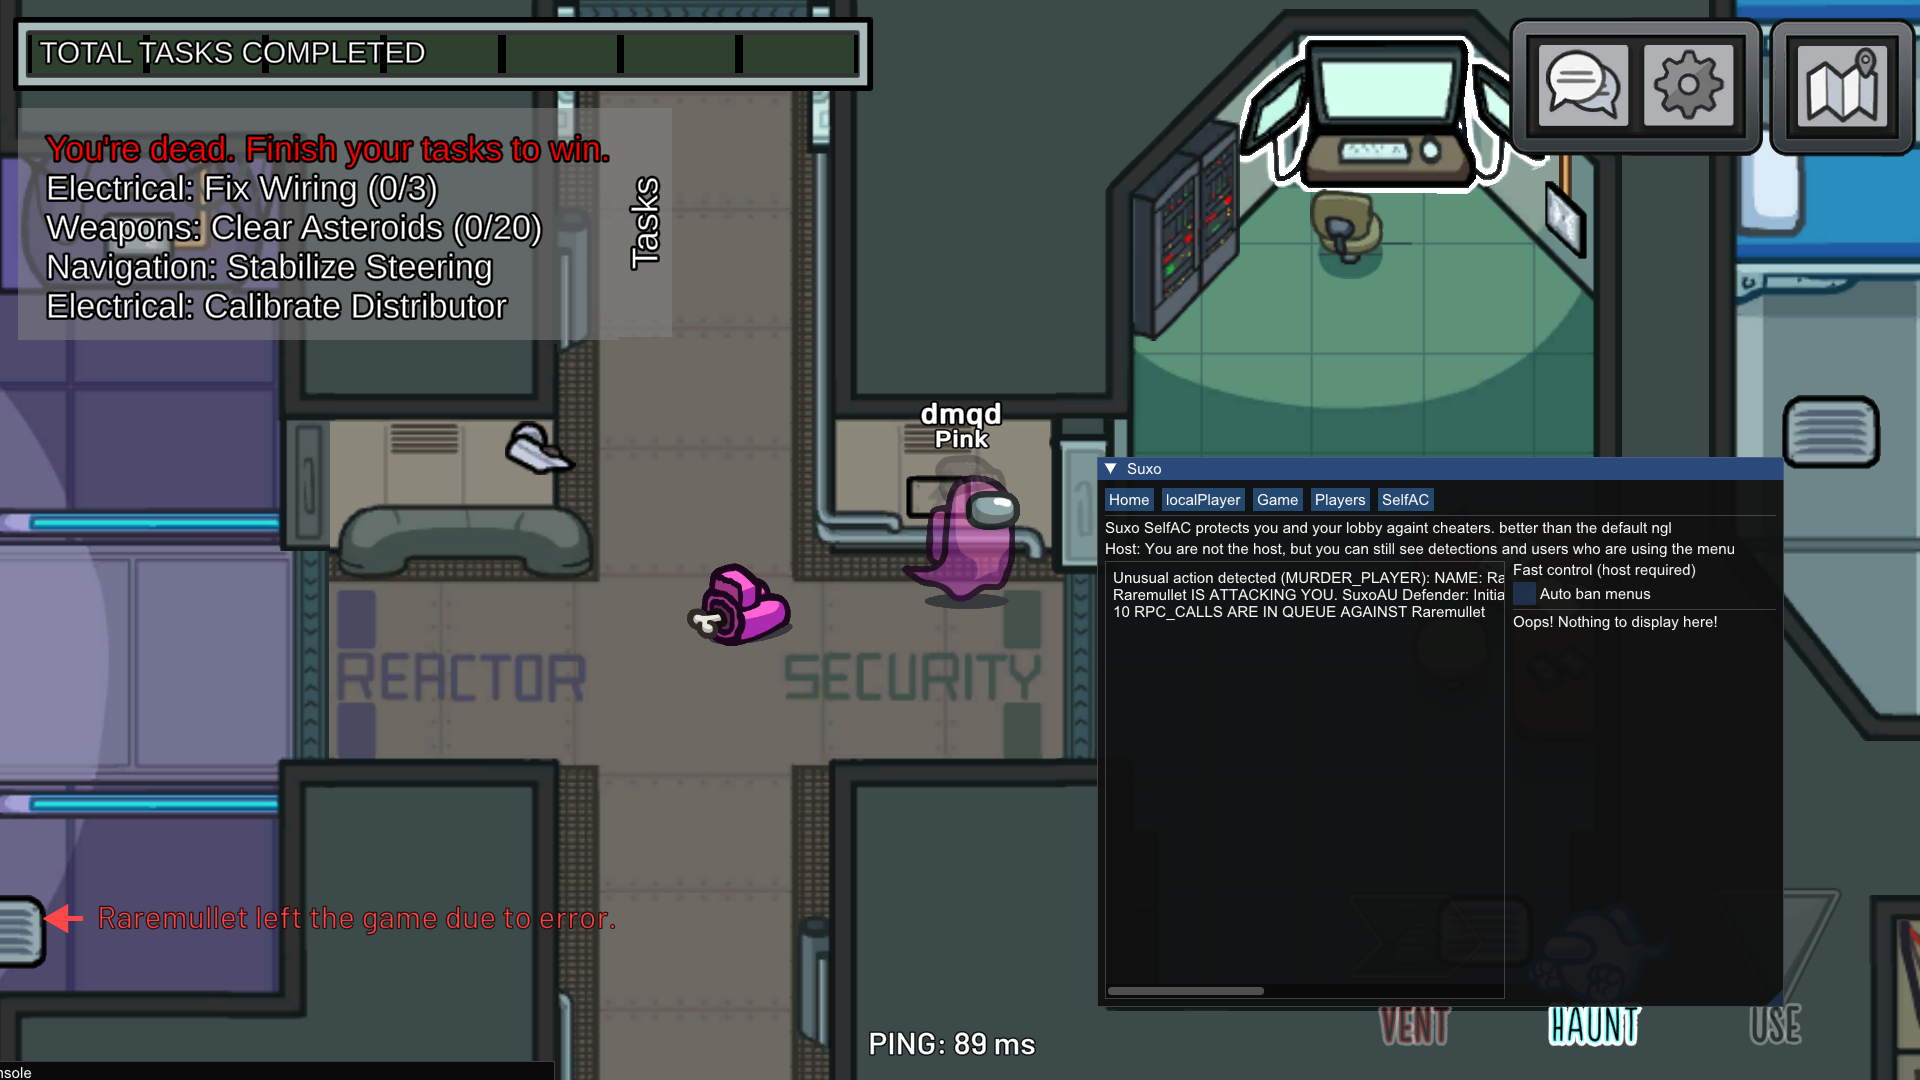 TOTAL TASKS COMPLETED
You're dead. Finish your tasks to win.
Electrical: Fix Wiring (0/3)
Weapons: Clear Asteroids (0/20)
Navigation: Stabilize Steering
Electrical: Calibrate Distributor
Tasks
dmqd
Pink
Suxo
Home localPlayer Game Players SelfAC
Suxo SelfAC protects you and your lobby againt cheaters. better than the default ngl
Host: You are not the host, but you can still see detections and users who are using the menu
Unusual action detected (MURDER_PLAYER): NAME: Ra
Raremullet IS ATTACKING YOU. SuxoAU Defender: Initia
10 RPC_CALLS ARE IN QUEUE AGAINST Raremullet
Fast control (host required)
Auto ban menus
Oops! Nothing to display here!
REACTOR
SECURITY
Raremullet left the game due to error.
PING: 89 ms
VENT
HAUNT
USE
nsole